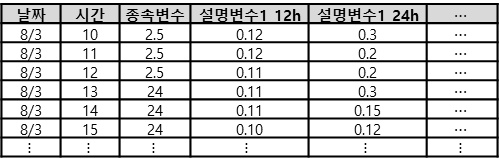 날짜 시간 종속변수 설명변수1 12h 설명변수1 24h ⋯
8/3 10 2.5 0.12 0.3 ⋯
8/3 11 2.5 0.12 0.2 ⋯
8/3 12 2.5 0.11 0.2 ⋯
8/3 13 24 0.11 0.3 ⋯
8/3 14 24 0.11 0.15 ⋯
8/3 15 24 0.10 0.12 ⋯
⋮ ⋮ ⋮ ⋮ ⋮ ⋮